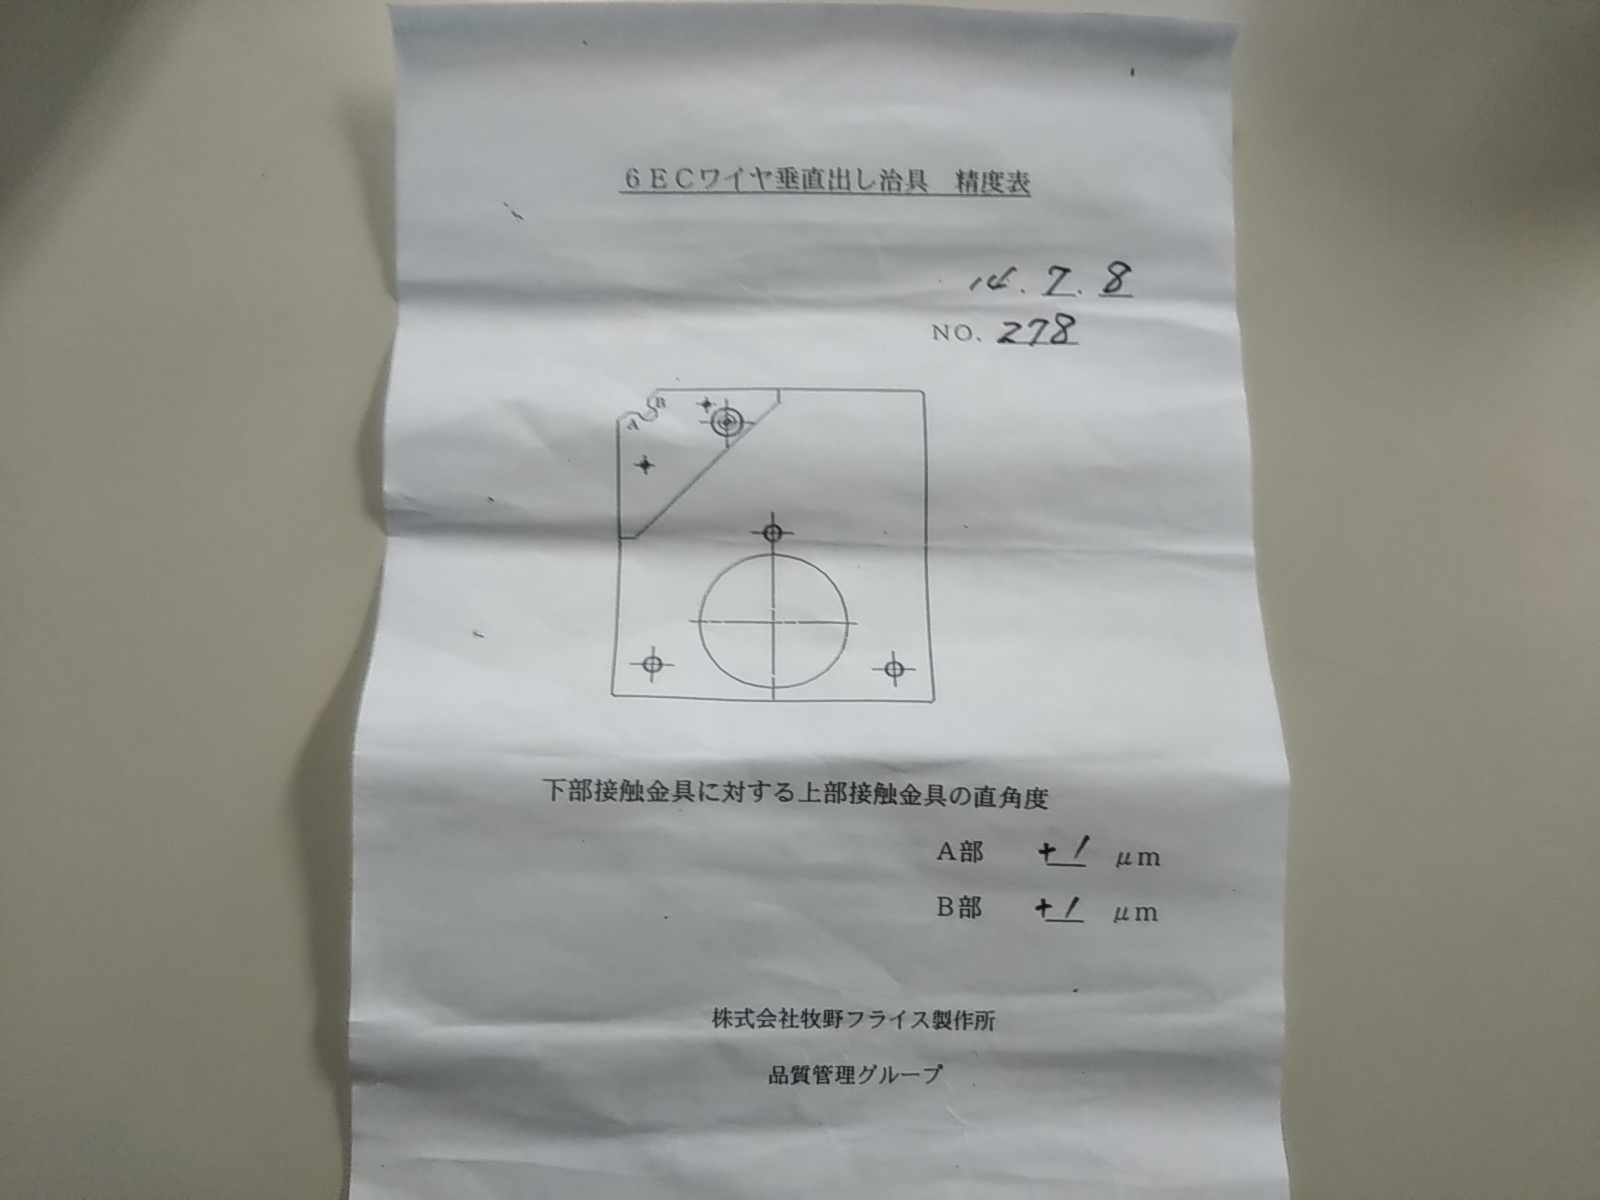 6ECワイヤ垂直出し治具 精度表
14.7.8
NO. 278
B
A
下部接触金具に対する上部接触金具の直角度
A部 +1 μm
B部 +1 μm
株式会社牧野フライス製作所
品質管理グループ